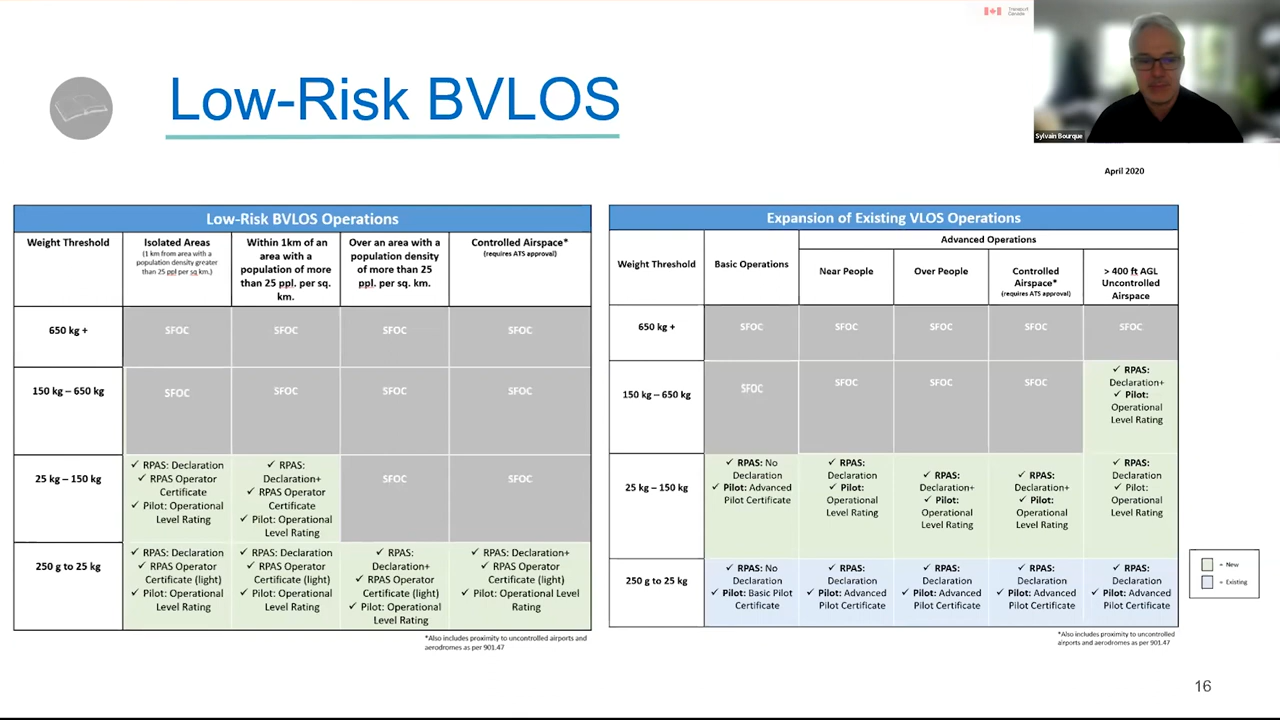 Transport
Canada
Low-Risk BVLOS
Sylvain Bourque
April 2020
Low-Risk BVLOS Operations
Weight Threshold
Isolated Areas
(1 km from area with a
population density greater
than 25 ppl per sq km.)
Within 1km of an
area with a
population of more
than 25 ppl. per sq.
km.
Over an area with a
population density
of more than 25
ppl. per sq. km.
Controlled Airspace*
(requires ATS approval)
650 kg +
SFOC
SFOC
SFOC
SFOC
150 kg – 650 kg
SFOC
SFOC
SFOC
SFOC
25 kg – 150 kg
✓ RPAS: Declaration
✓ RPAS Operator
Certificate
✓ Pilot: Operational
Level Rating
✓ RPAS:
Declaration+
✓ RPAS Operator
Certificate
✓ Pilot: Operational
Level Rating
SFOC
SFOC
250 g to 25 kg
✓ RPAS: Declaration
✓ RPAS Operator
Certificate (light)
✓ Pilot: Operational
Level Rating
✓ RPAS: Declaration
✓ RPAS Operator
Certificate (light)
✓ Pilot: Operational
Level Rating
✓ RPAS:
Declaration+
✓ RPAS Operator
Certificate (light)
✓ Pilot: Operational
Level Rating
✓ RPAS: Declaration+
✓ RPAS Operator
Certificate (light)
✓ Pilot: Operational Level
Rating
*Also includes proximity to uncontrolled airports and
aerodromes as per 901.47
Expansion of Existing VLOS Operations
Weight Threshold
Basic Operations
Advanced Operations
Near People
Over People
Controlled
Airspace*
(requires ATS approval)
> 400 ft AGL
Uncontrolled
Airspace
650 kg +
SFOC
SFOC
SFOC
SFOC
SFOC
150 kg – 650 kg
SFOC
SFOC
SFOC
SFOC
✓ RPAS:
Declaration+
✓ Pilot:
Operational
Level Rating
25 kg – 150 kg
✓ RPAS: No
Declaration
✓ Pilot: Advanced
Pilot Certificate
✓ RPAS:
Declaration
✓ Pilot:
Operational
Level Rating
✓ RPAS:
Declaration+
✓ Pilot:
Operational
Level Rating
✓ RPAS:
Declaration+
✓ Pilot:
Operational
Level Rating
✓ RPAS:
Declaration
✓ Pilot:
Operational
Level Rating
250 g to 25 kg
✓ RPAS: No
Declaration
✓ Pilot: Basic Pilot
Certificate
✓ RPAS:
Declaration
✓ Pilot: Advanced
Pilot Certificate
✓ RPAS:
Declaration
✓ Pilot: Advanced
Pilot Certificate
✓ RPAS:
Declaration
✓ Pilot: Advanced
Pilot Certificate
✓ RPAS:
Declaration
✓ Pilot: Advanced
Pilot Certificate
*Also includes proximity to uncontrolled
airports and aerodromes as per 901.47
= New
= Existing
16